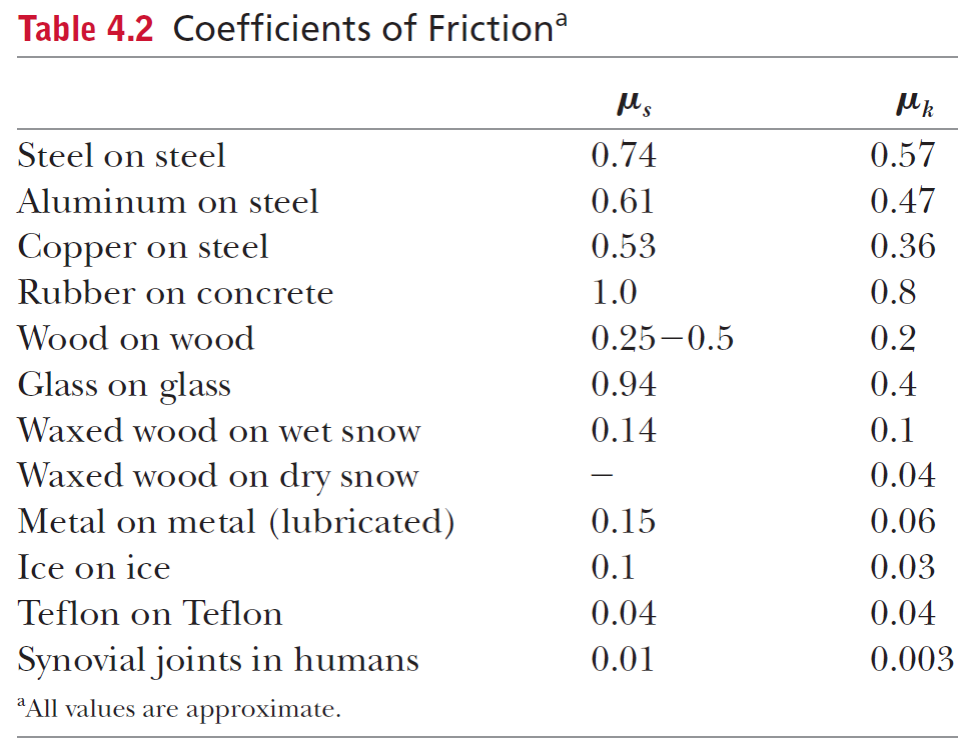 Table 4.2 Coefficients of Frictionᵃ
μₛ μₖ
Steel on steel 0.74 0.57
Aluminum on steel 0.61 0.47
Copper on steel 0.53 0.36
Rubber on concrete 1.0 0.8
Wood on wood 0.25–0.5 0.2
Glass on glass 0.94 0.4
Waxed wood on wet snow 0.14 0.1
Waxed wood on dry snow – 0.04
Metal on metal (lubricated) 0.15 0.06
Ice on ice 0.1 0.03
Teflon on Teflon 0.04 0.04
Synovial joints in humans 0.01 0.003
ᵃAll values are approximate.